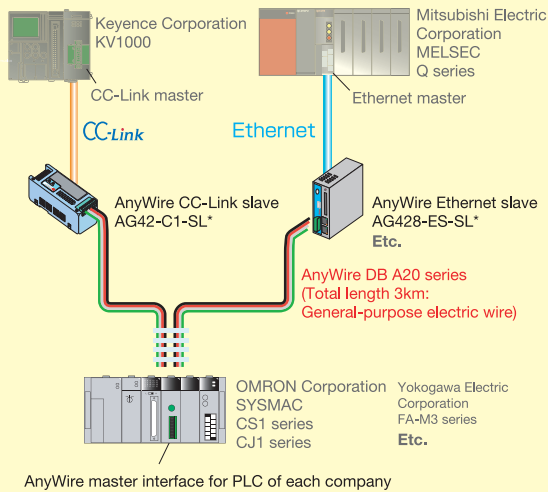 Keyence Corporation
KV1000
CC-Link master
Mitsubishi Electric
Corporation
MELSEC
Q series
Ethernet master
CC-Link
Ethernet
AnyWire CC-Link slave
AG42-C1-SL*
AnyWire Ethernet slave
AG428-ES-SL*
Etc.
AnyWire DB A20 series
(Total length 3km:
General-purpose electric wire)
OMRON Corporation
SYSMAC
CS1 series
CJ1 series
Yokogawa Electric
Corporation
FA-M3 series
Etc.
AnyWire master interface for PLC of each company